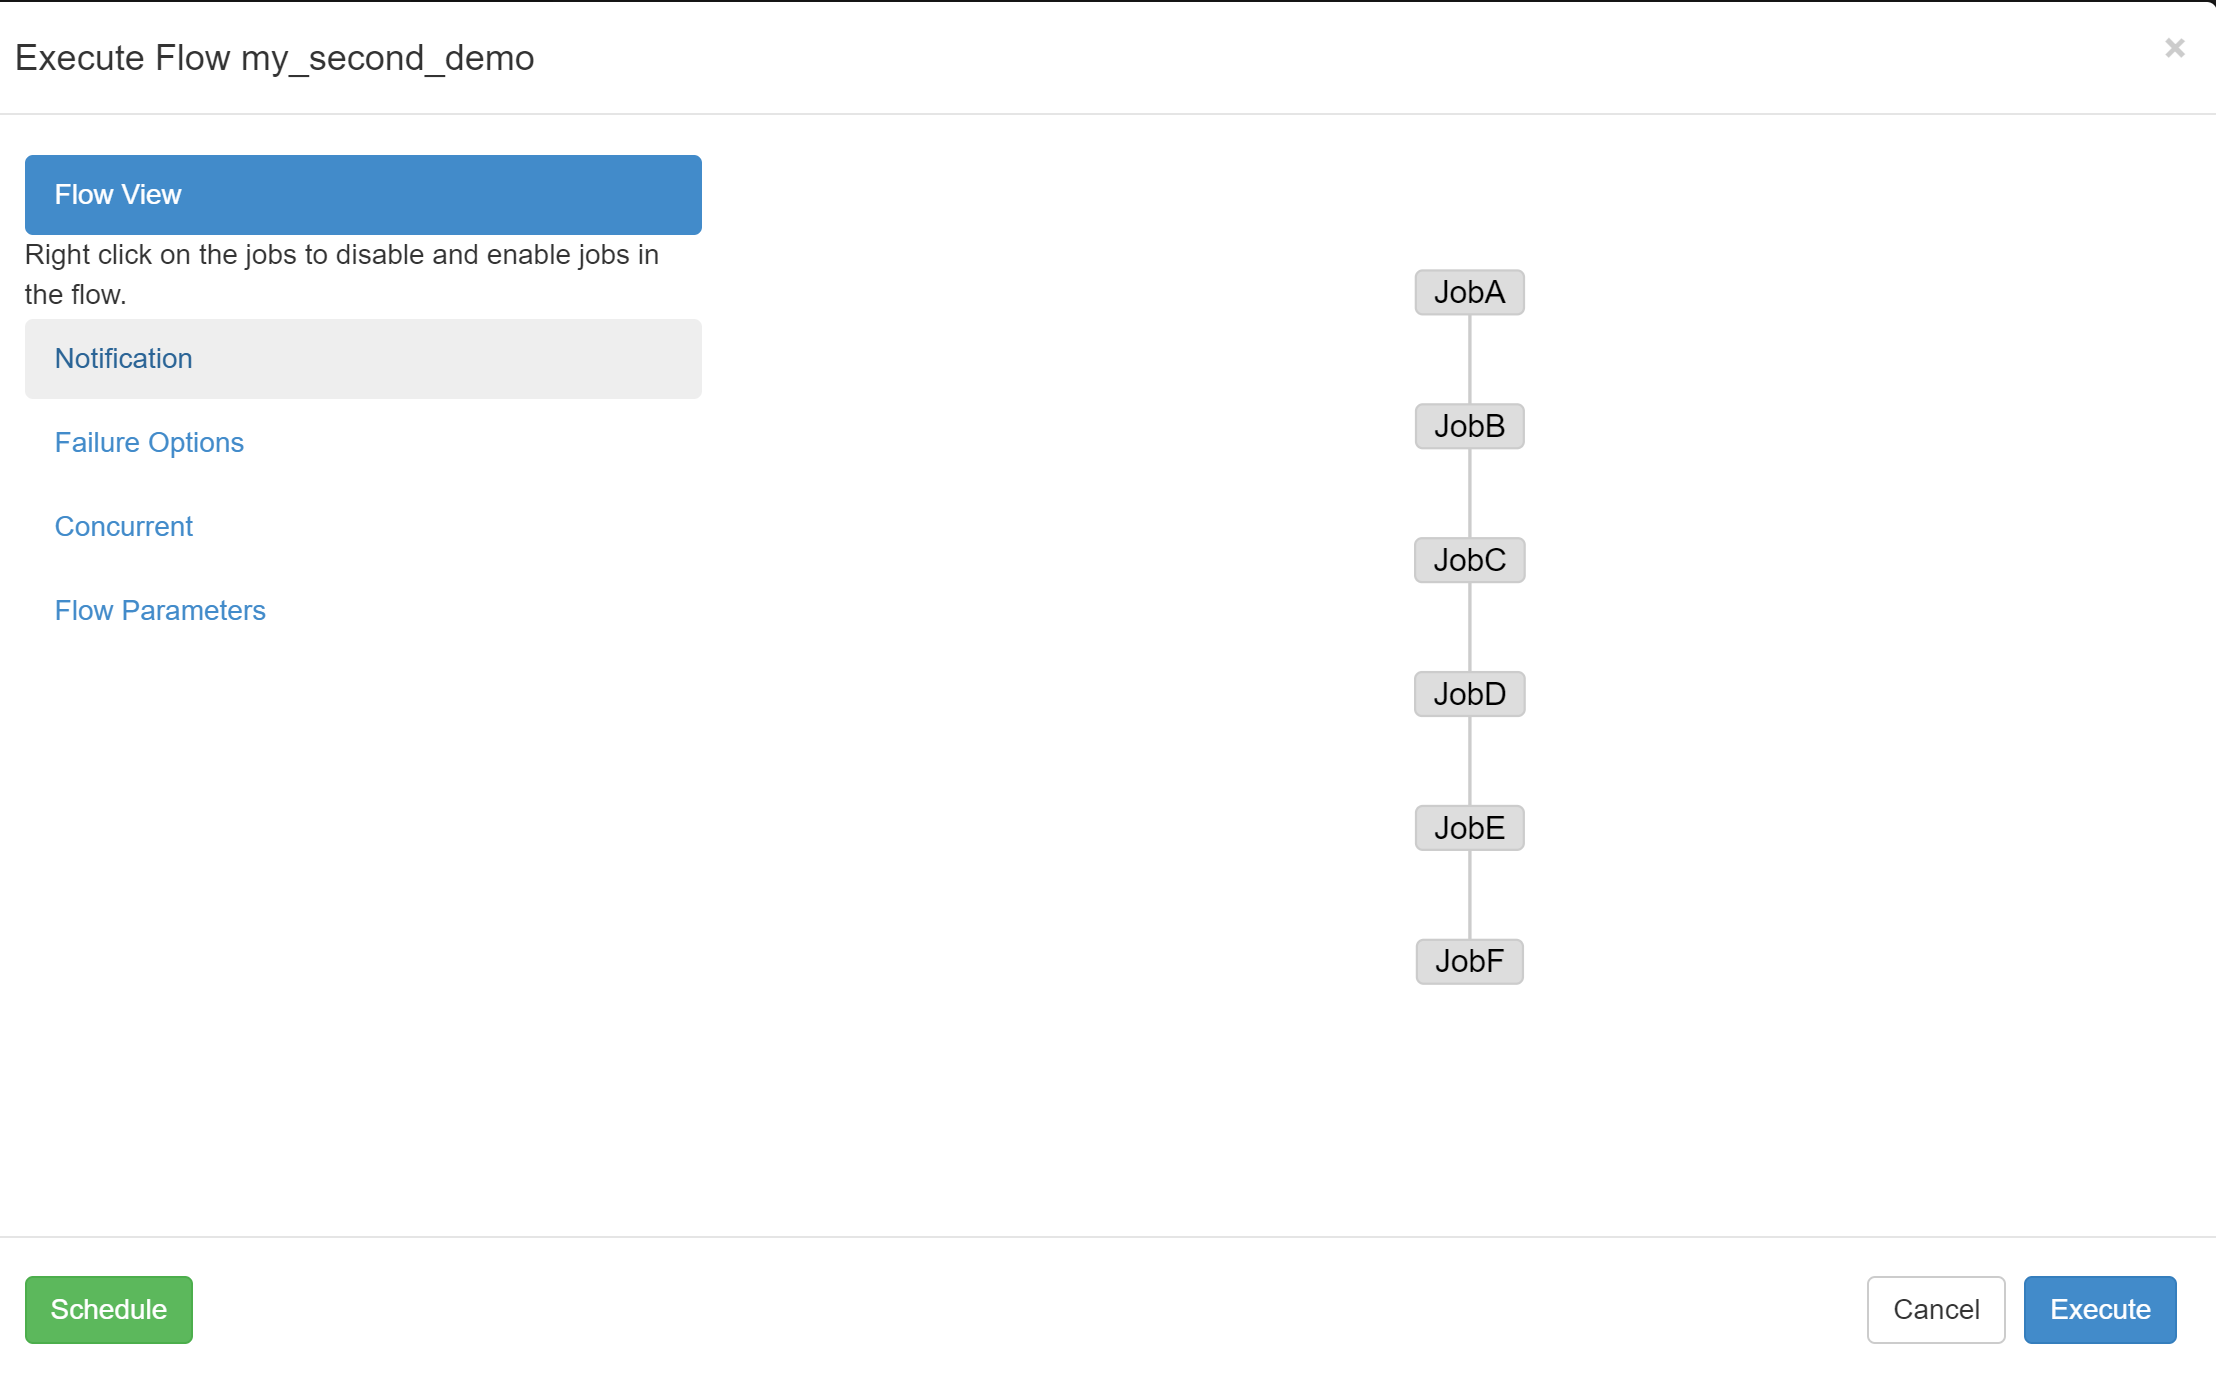 Execute Flow my_second_demo
×
Flow View
Right click on the jobs to disable and enable jobs in
the flow.
Notification
Failure Options
Concurrent
Flow Parameters
JobA
JobB
JobC
JobD
JobE
JobF
Schedule
Cancel
Execute